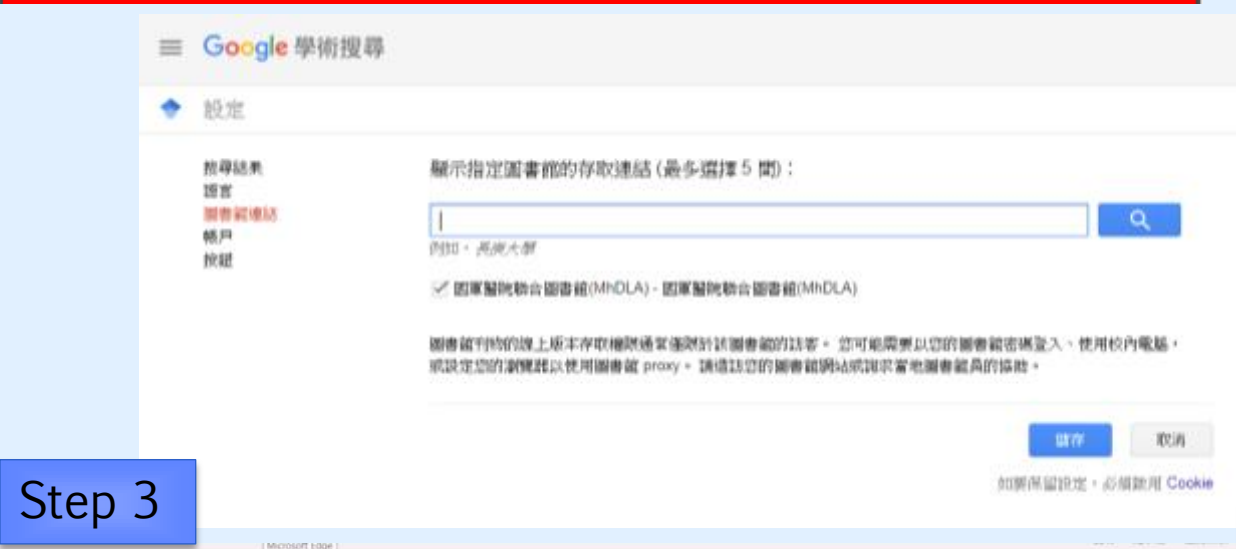 Google 學術搜尋
設定
搜尋結果
語言
圖書館連結
帳戶
按鈕
顯示指定圖書館的存取連結 (最多選擇 5 間)：
例如，長庚大學
國軍醫院聯合圖書館(MhDLA) - 國軍醫院聯合圖書館(MhDLA)
圖書館刊物的線上版本存取權限通常僅限於該圖書館的訪客。 您可能需要以您的圖書館密碼登入、使用校內電腦，
或設定您的瀏覽器以使用圖書館 proxy。 請造訪您的圖書館網站或請求當地圖書館員的協助。
儲存
取消
如要保留設定，必須啟用 Cookie
Step 3
Microsoft Edge